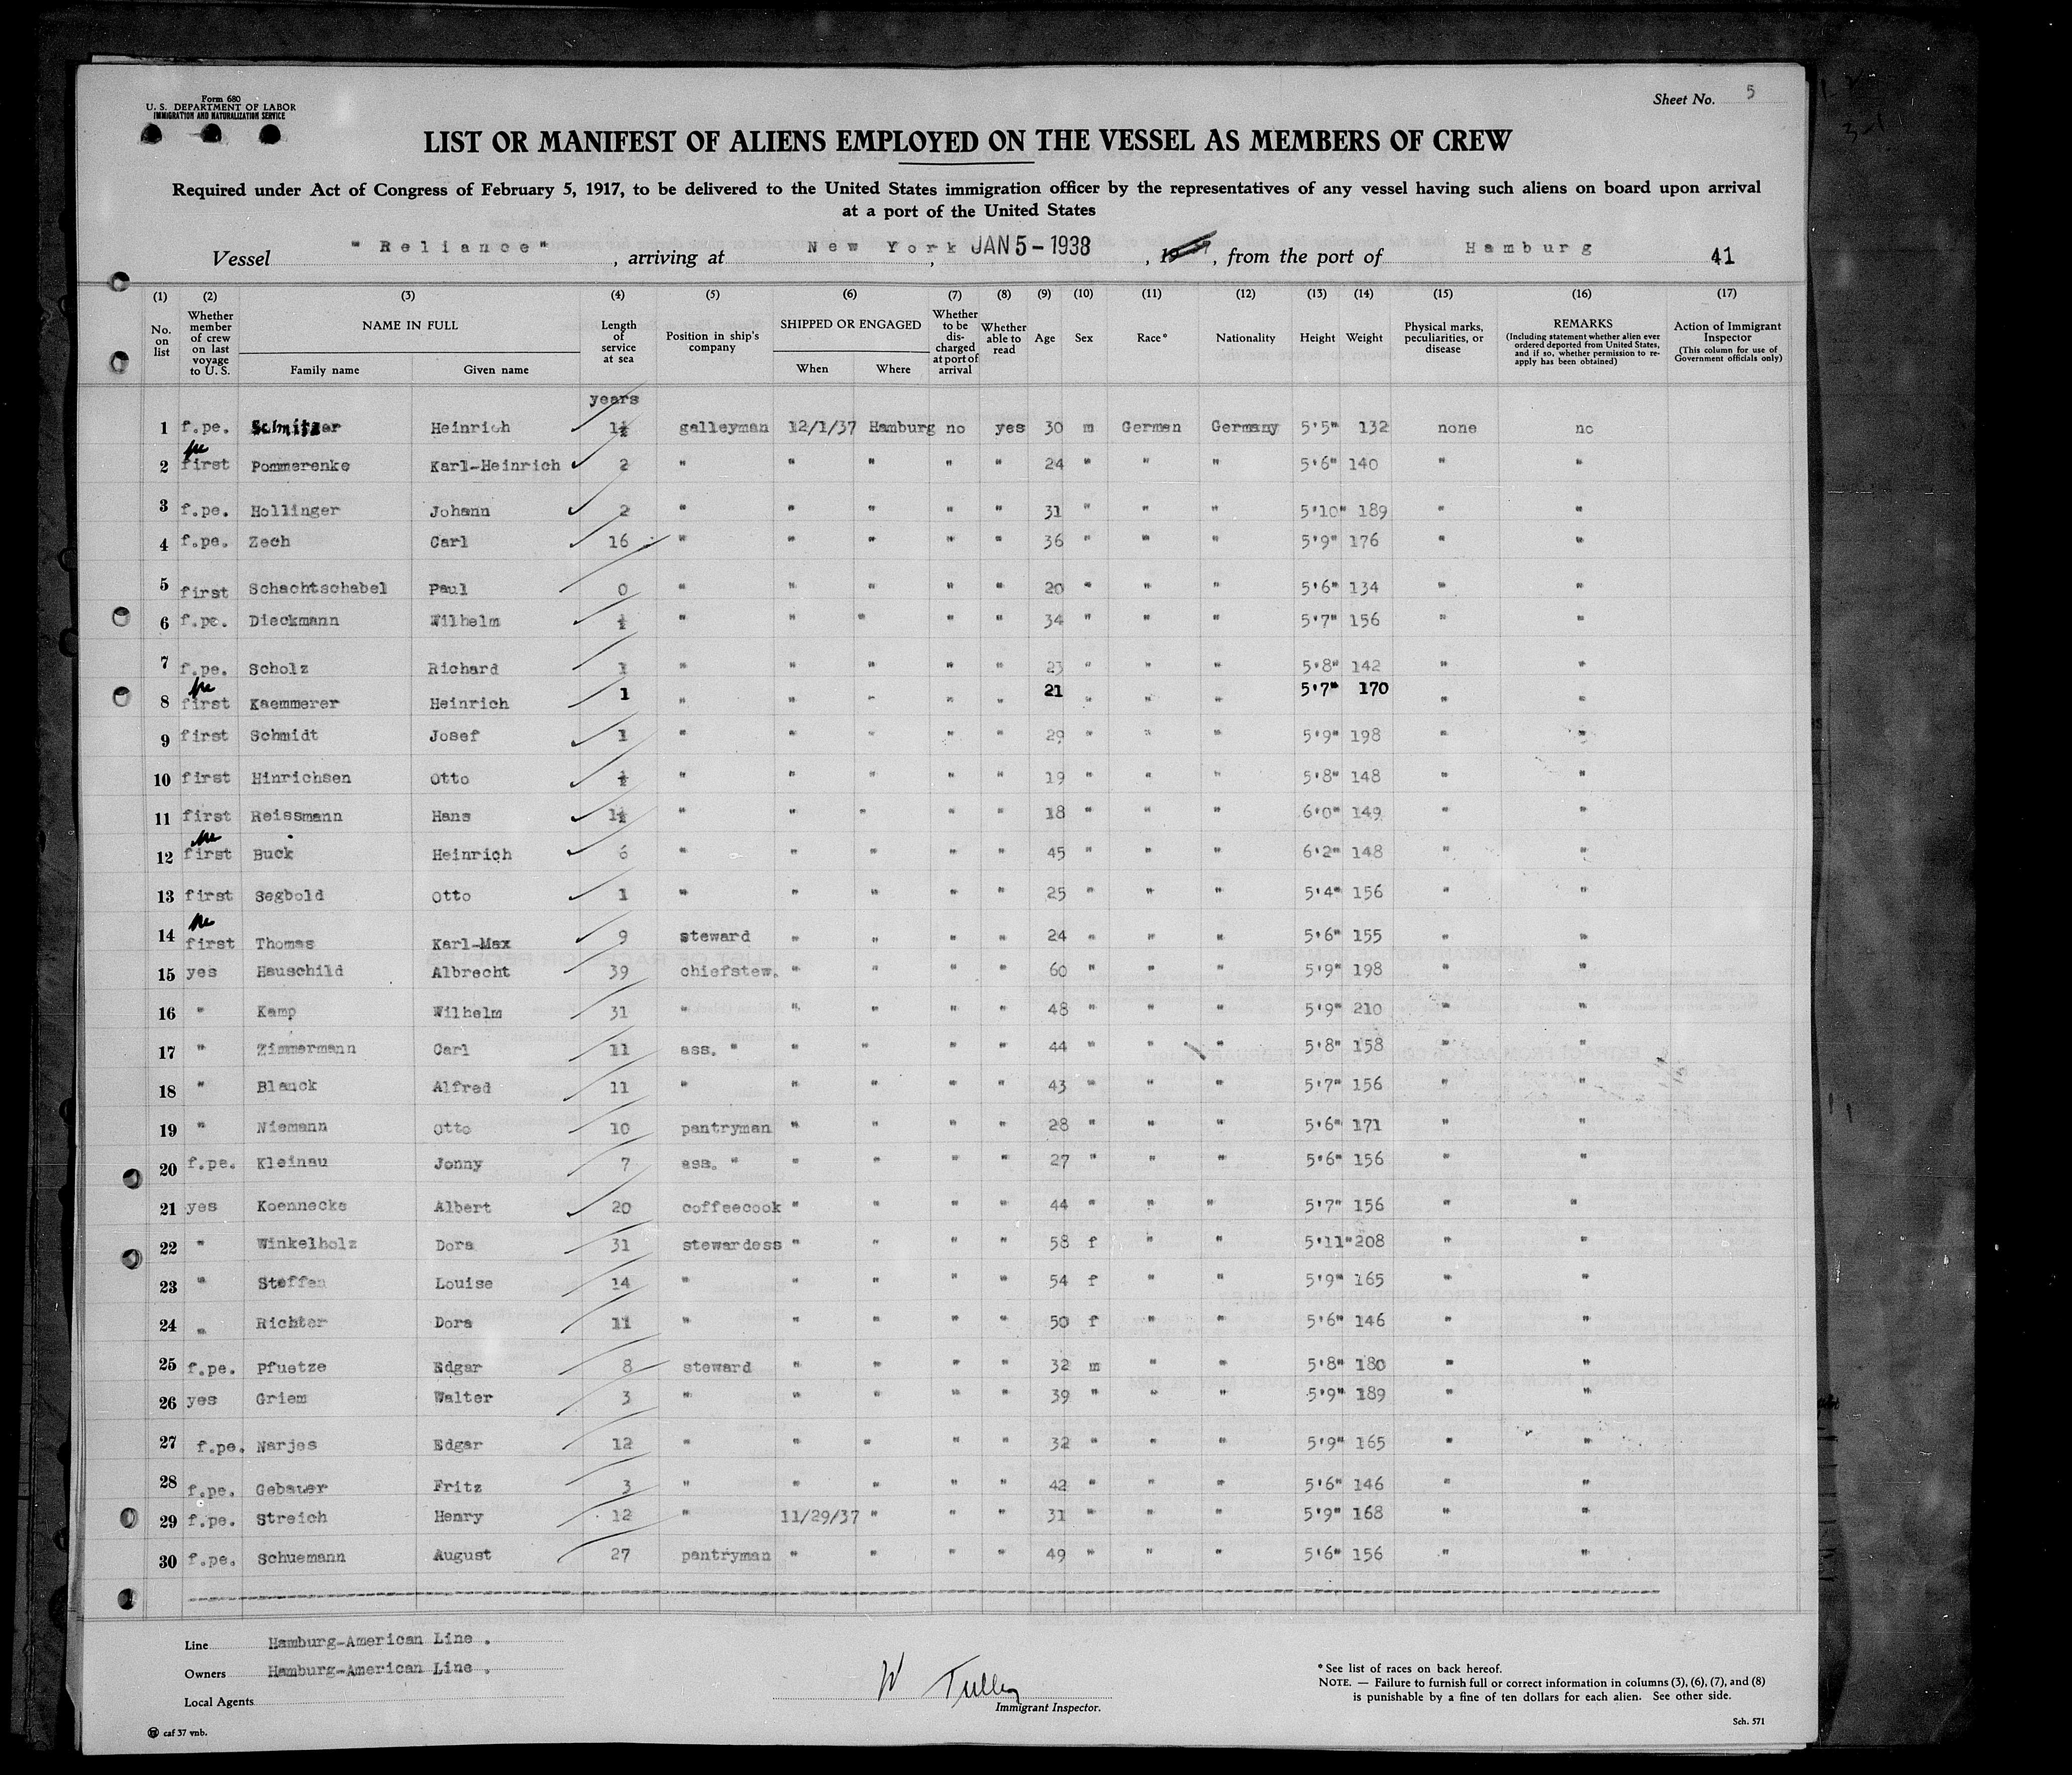 Form 680
U. S. DEPARTMENT OF LABOR
IMMIGRATION AND NATURALIZATION SERVICE
Sheet No. 5
LIST OR MANIFEST OF ALIENS EMPLOYED ON THE VESSEL AS MEMBERS OF CREW
Required under Act of Congress of February 5, 1917, to be delivered to the United States immigration officer by the representatives of any vessel having such aliens on board upon arrival
at a port of the United States
Vessel "Reliance", arriving at New York, JAN 5 - 1938, 19, from the port of Hamburg 41
(1) (2) (3) (4) (5) (6) (7) (8) (9) (10) (11) (12) (13) (14) (15) (16) (17)
No. on list Whether member of crew on last voyage to U. S. NAME IN FULL Family name Given name Length of service at sea Position in ship's company SHIPPED OR ENGAGED When Where Whether to be discharged at port of arrival Whether able to read Age Sex Race* Nationality Height Weight Physical marks, peculiarities, or disease REMARKS (Including statement whether alien ever ordered deported from United States, and if so, whether permission to reapply has been obtained) Action of Immigrant Inspector (This column for use of Government officials only)
years
1 f.pe. Heinrich 1½ galleyman 12/1/37 Hamburg no yes 30 m German Germany 5'5" 132 none no
2 first Pommerenke Karl-Heinrich 2 " " " " " 24 " " " 5'6" 140 " "
3 f.pe. Hollinger Johann 2 " " " " " 31 " " " 5'10" 189 " "
4 f.pe. Zech Carl 16 " " " " " 36 " " " 5'9" 176 " "
5 first Schachtschabel Paul 0 " " " " " 20 " " " 5'6" 134 " "
6 f.pe. Dieckmann Wilhelm ½ " " " " " 34 " " " 5'7" 156 " "
7 f.pe. Scholz Richard 1 " " " " " 23 " " " 5'8" 142 " "
8 first Kaemmerer Heinrich 1 " " " " " 21 " " " 5'7" 170 " "
9 first Schmidt Josef 1 " " " " " 29 " " " 5'9" 198 " "
10 first Hinrichsen Otto ½ " " " " " 19 " " " 5'8" 148 " "
11 first Reissmann Hans 1½ " " " " " 18 " " " 6'0" 149 " "
12 first Buck Heinrich 6 " " " " " 45 " " " 6'2" 148 " "
13 first Segbold Otto 1 " " " " " 25 " " " 5'4" 156 " "
14 first Thomas Karl-Max 9 steward " " " " 24 " " " 5'6" 155 " "
15 yes Hauschild Albrecht 39 chiefstew. " " " " 60 " " " 5'9" 198 " "
16 " Kamp Wilhelm 31 " " " " " 48 " " " 5'9" 210 " "
17 " Zimmermann Carl 11 ass. " " " " " 44 " " " 5'8" 158 " "
18 " Blanck Alfred 11 " " " " " 43 " " " 5'7" 156 " "
19 " Niemann Otto 10 pantryman " " " " 28 " " " 5'6" 171 " "
20 f.pe. Kleinau Jonny 7 ass. " " " " " 27 " " " 5'6" 156 " "
21 yes Koennecke Albert 20 coffeecook " " " " 44 " " " 5'7" 156 " "
22 " Winkelholz Dora 31 stewardess " " " " 58 f " " 5'11" 208 " "
23 " Steffen Louise 14 " " " " " 54 f " " 5'9" 165 " "
24 " Richter Dora 11 " " " " " 50 f " " 5'6" 146 " "
25 f.pe. Pfuetze Edgar 8 steward " " " " 32 m " " 5'8" 180 " "
26 yes Griem Walter 3 " " " " " 39 " " " 5'9" 189 " "
27 f.pe. Narjes Edgar 12 " " " " " 32 " " " 5'9" 165 " "
28 f.pe. Gebauer Fritz 3 " " " " " 42 " " " 5'6" 146 " "
29 f.pe. Streich Henry 12 " 11/29/37 " " " 31 " " " 5'9" 168 " "
30 f.pe. Schuemann August 27 pantryman " " " " 49 " " " 5'6" 156 " "
Line Hamburg-American Line.
Owners Hamburg-American Line.
Local Agents
W Tulley
Immigrant Inspector.
*See list of races on back hereof.
NOTE. — Failure to furnish full or correct information in columns (3), (6), (7), and (8)
is punishable by a fine of ten dollars for each alien. See other side.
caf 37 vnb.
Sch. 571